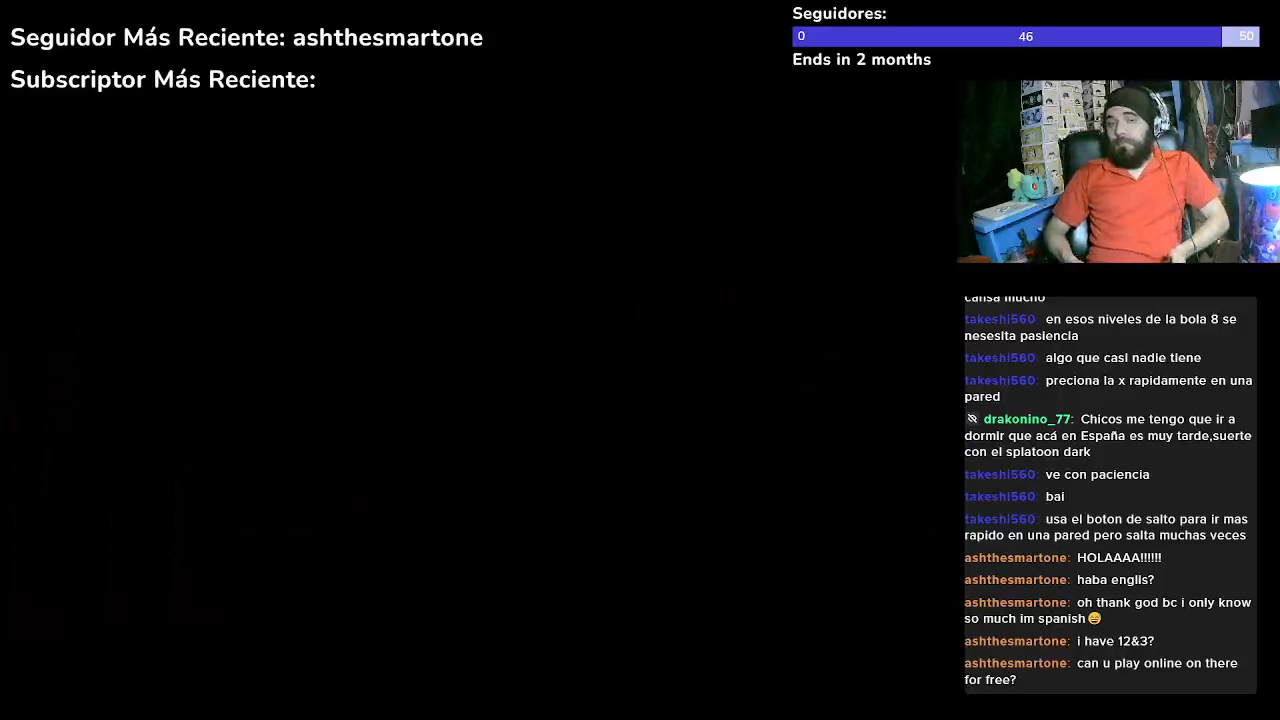 Seguidor Más Reciente: ashthesmartone
Subscriptor Más Reciente:
Seguidores:
0 46 50
Ends in 2 months
cansa mucho
takeshi560: en esos niveles de la bola 8 se
nesesita pasiencia
takeshi560: algo que casi nadie tiene
takeshi560: preciona la x rapidamente en una
pared
drakonino_77: Chicos me tengo que ir a
dormir que acá en España es muy tarde,suerte
con el splatoon dark
takeshi560: ve con paciencia
takeshi560: bai
takeshi560: usa el boton de salto para ir mas
rapido en una pared pero salta muchas veces
ashthesmartone: HOLAAAA!!!!!!
ashthesmartone: haba englis?
ashthesmartone: oh thank god bc i only know
so much im spanish😅
ashthesmartone: i have 12&3?
ashthesmartone: can u play online on there
for free?